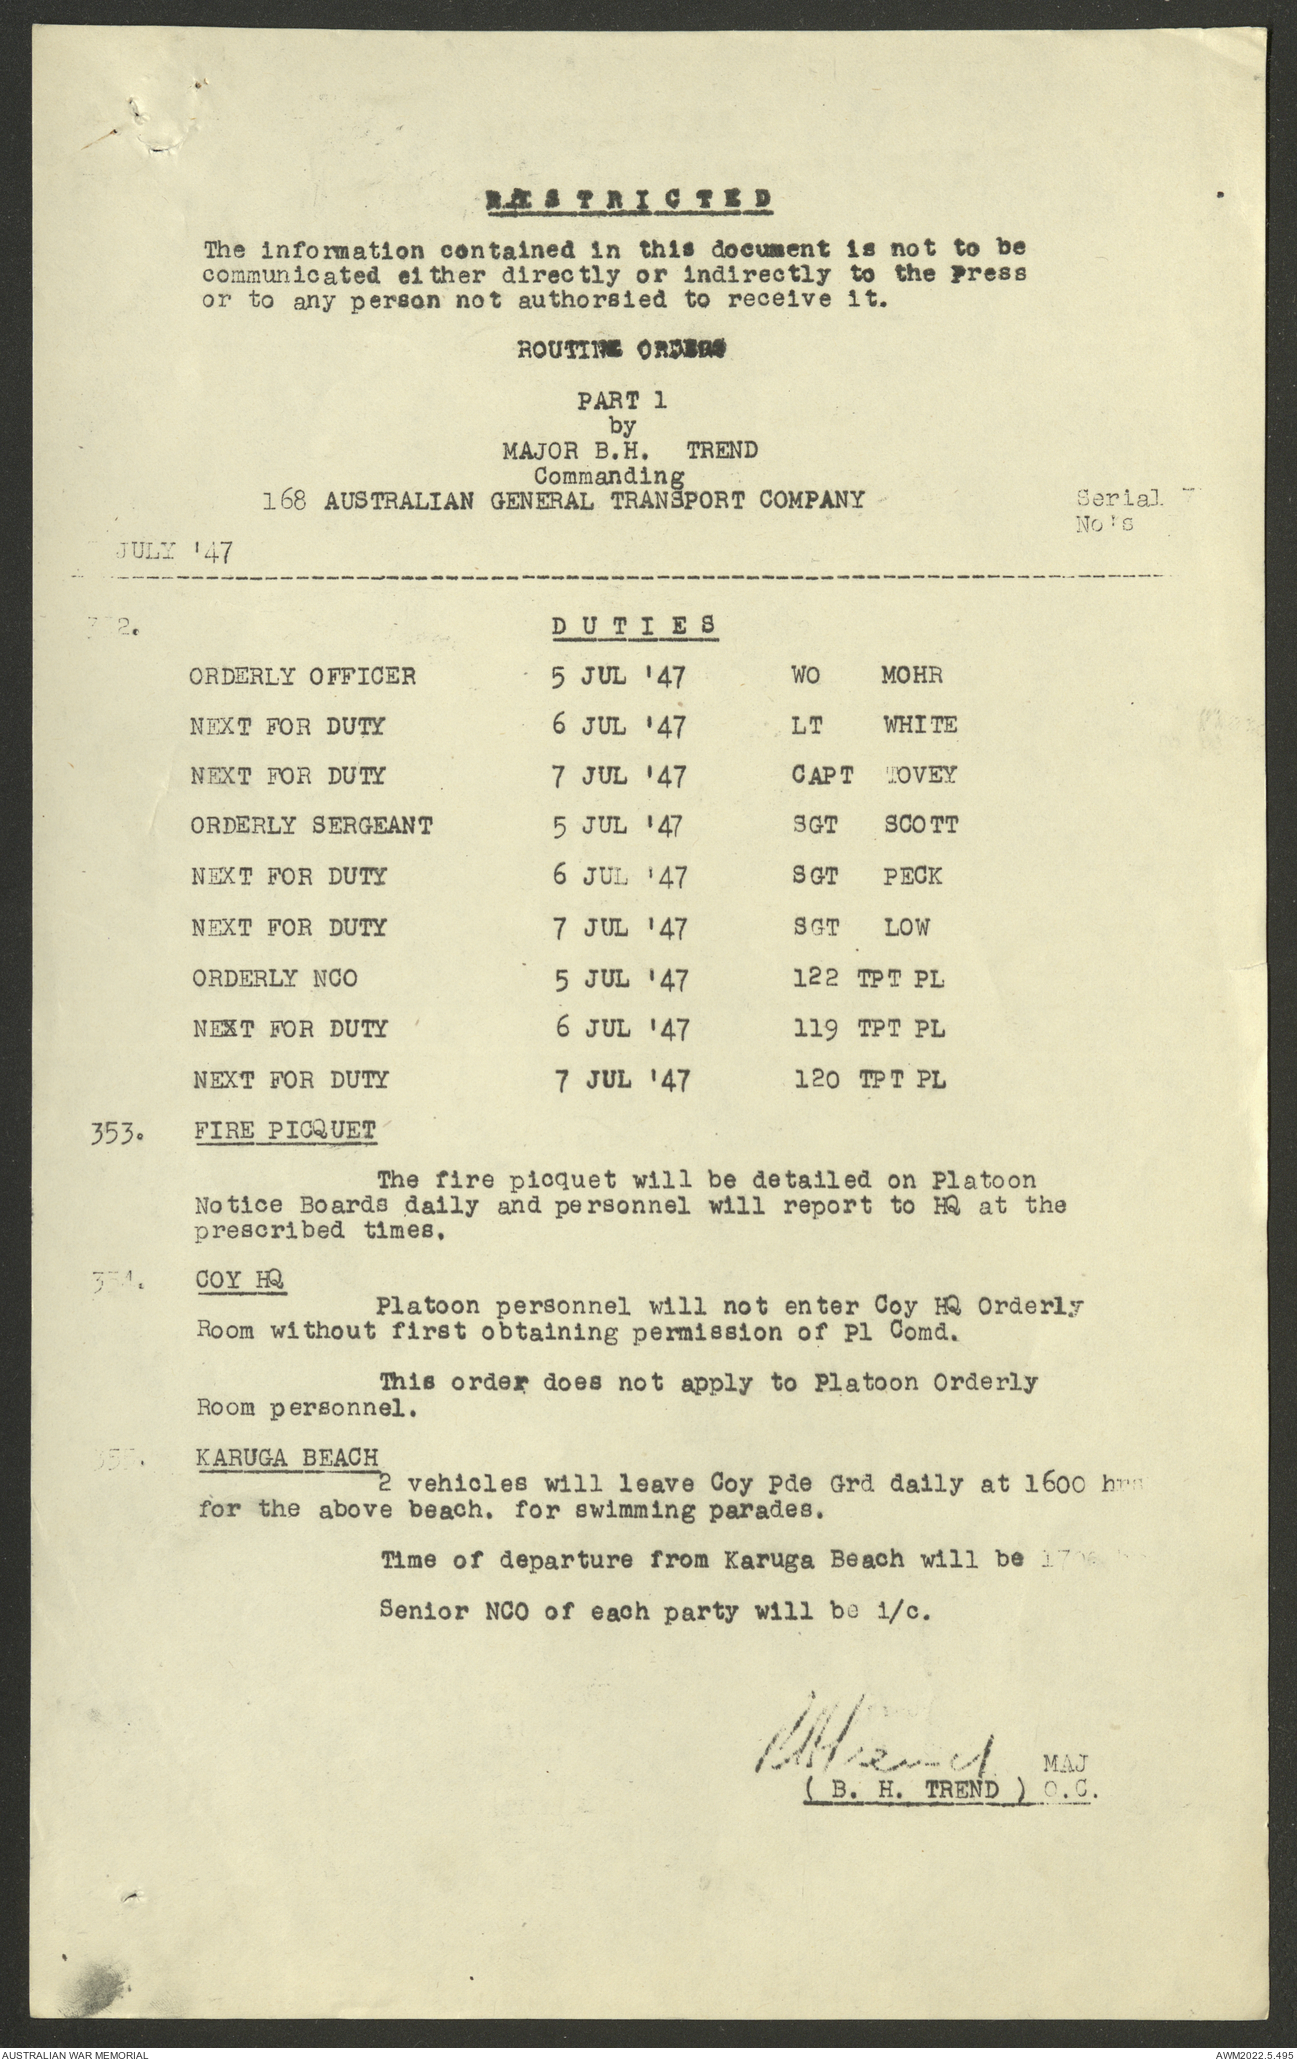 RESTRICTED
The information contained in this document is not to be
communicated either directly or indirectly to the Press
or to any person not authorsied to receive it.
ROUTINE ORDERS
PART 1
by
MAJOR B.H. TREND
Commanding
168 AUSTRALIAN GENERAL TRANSPORT COMPANY
Serial
No's
JULY '47
2. DUTIES
ORDERLY OFFICER 5 JUL '47 WO MOHR
NEXT FOR DUTY 6 JUL '47 LT WHITE
NEXT FOR DUTY 7 JUL '47 CAPT TOVEY
ORDERLY SERGEANT 5 JUL '47 SGT SCOTT
NEXT FOR DUTY 6 JUL '47 SGT PECK
NEXT FOR DUTY 7 JUL '47 SGT LOW
ORDERLY NCO 5 JUL '47 122 TPT PL
NEXT FOR DUTY 6 JUL '47 119 TPT PL
NEXT FOR DUTY 7 JUL '47 120 TPT PL
353. FIRE PICQUET
The fire picquet will be detailed on Platoon
Notice Boards daily and personnel will report to HQ at the
prescribed times.
354. COY HQ
Platoon personnel will not enter Coy HQ Orderly
Room without first obtaining permission of Pl Comd.
This order does not apply to Platoon Orderly
Room personnel.
355. KARUGA BEACH
2 vehicles will leave Coy Pde Grd daily at 1600 hrs
for the above beach. for swimming parades.
Time of departure from Karuga Beach will be
Senior NCO of each party will be i/c.
BHTrend MAJ
( B. H. TREND ) O.C.
AUSTRALIAN WAR MEMORIAL
AWM2022.5.495